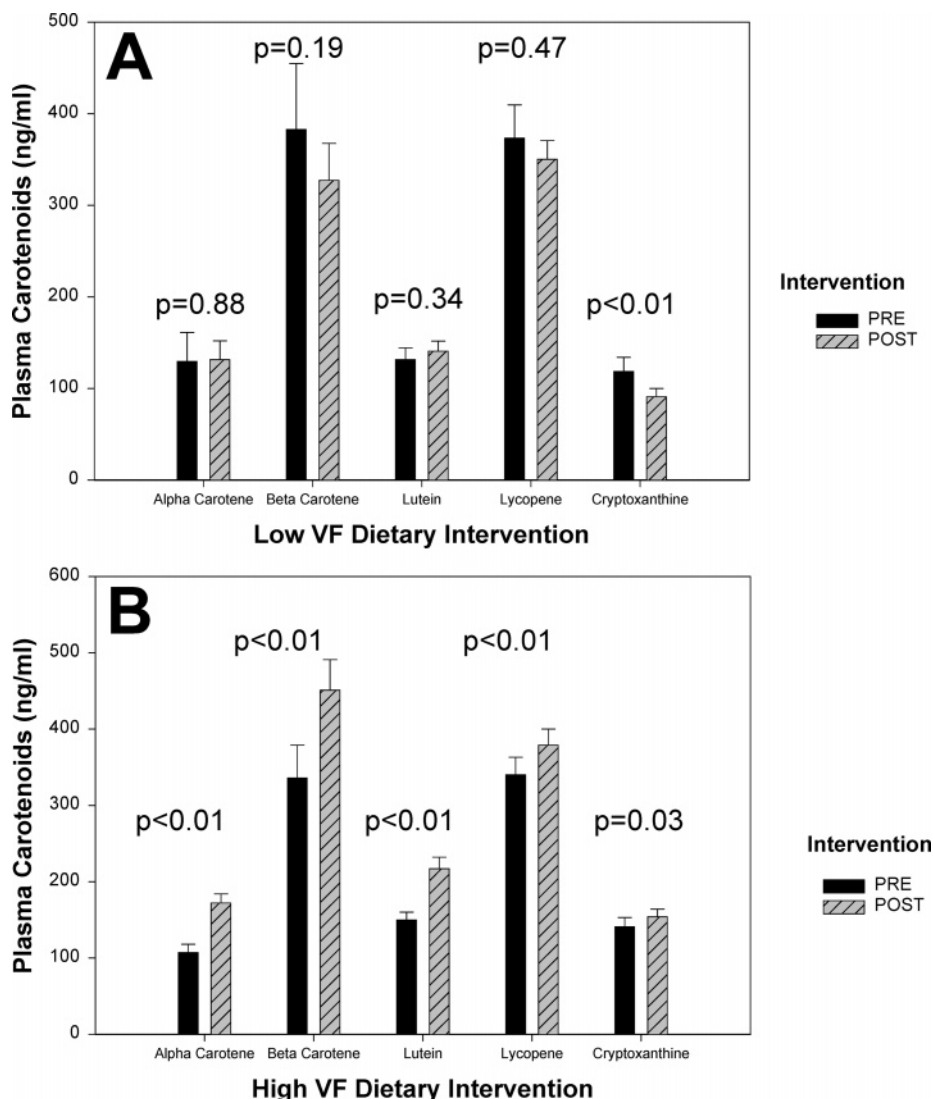 A
p=0.19
p=0.47
p=0.88
p=0.34
p<0.01
500
400
300
200
100
0
Plasma Carotenoids (ng/ml)
Alpha Carotene Beta Carotene Lutein Lycopene Cryptoxanthine
Low VF Dietary Intervention
Intervention
PRE
POST
B
p<0.01
p<0.01
p<0.01
p<0.01
p=0.03
600
500
400
300
200
100
0
Plasma Carotenoids (ng/ml)
Alpha Carotene Beta Carotene Lutein Lycopene Cryptoxanthine
High VF Dietary Intervention
Intervention
PRE
POST